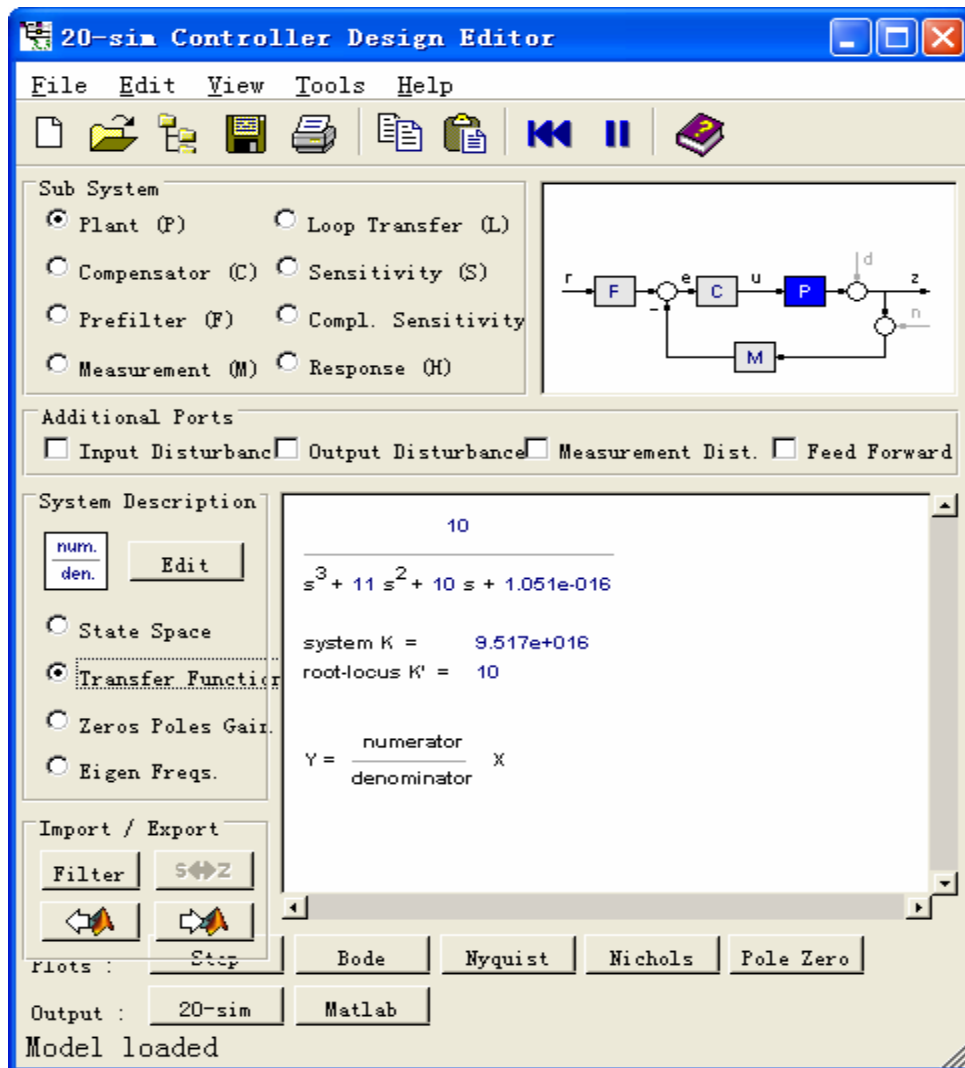 20-sim Controller Design Editor
File Edit View Tools Help
Sub System
Plant (P) Loop Transfer (L)
Compensator (C) Sensitivity (S)
Prefilter (F) Compl. Sensitivity
Measurement (M) Response (H)
r F e C u P d z
- n
M
Additional Ports
Input Disturbanc Output Disturbance Measurement Dist. Feed Forward
System Description
num.
den.
Edit
State Space
Transfer Function
Zeros Poles Gain.
Eigen Freqs.
10
s³ + 11 s² + 10 s + 1.051e-016
system K = 9.517e+016
root-locus K' = 10
Y = numerator X
denominator
Import / Export
Filter S Z
Plots : Step Bode Nyquist Nichols Pole Zero
Output : 20-sim Matlab
Model loaded